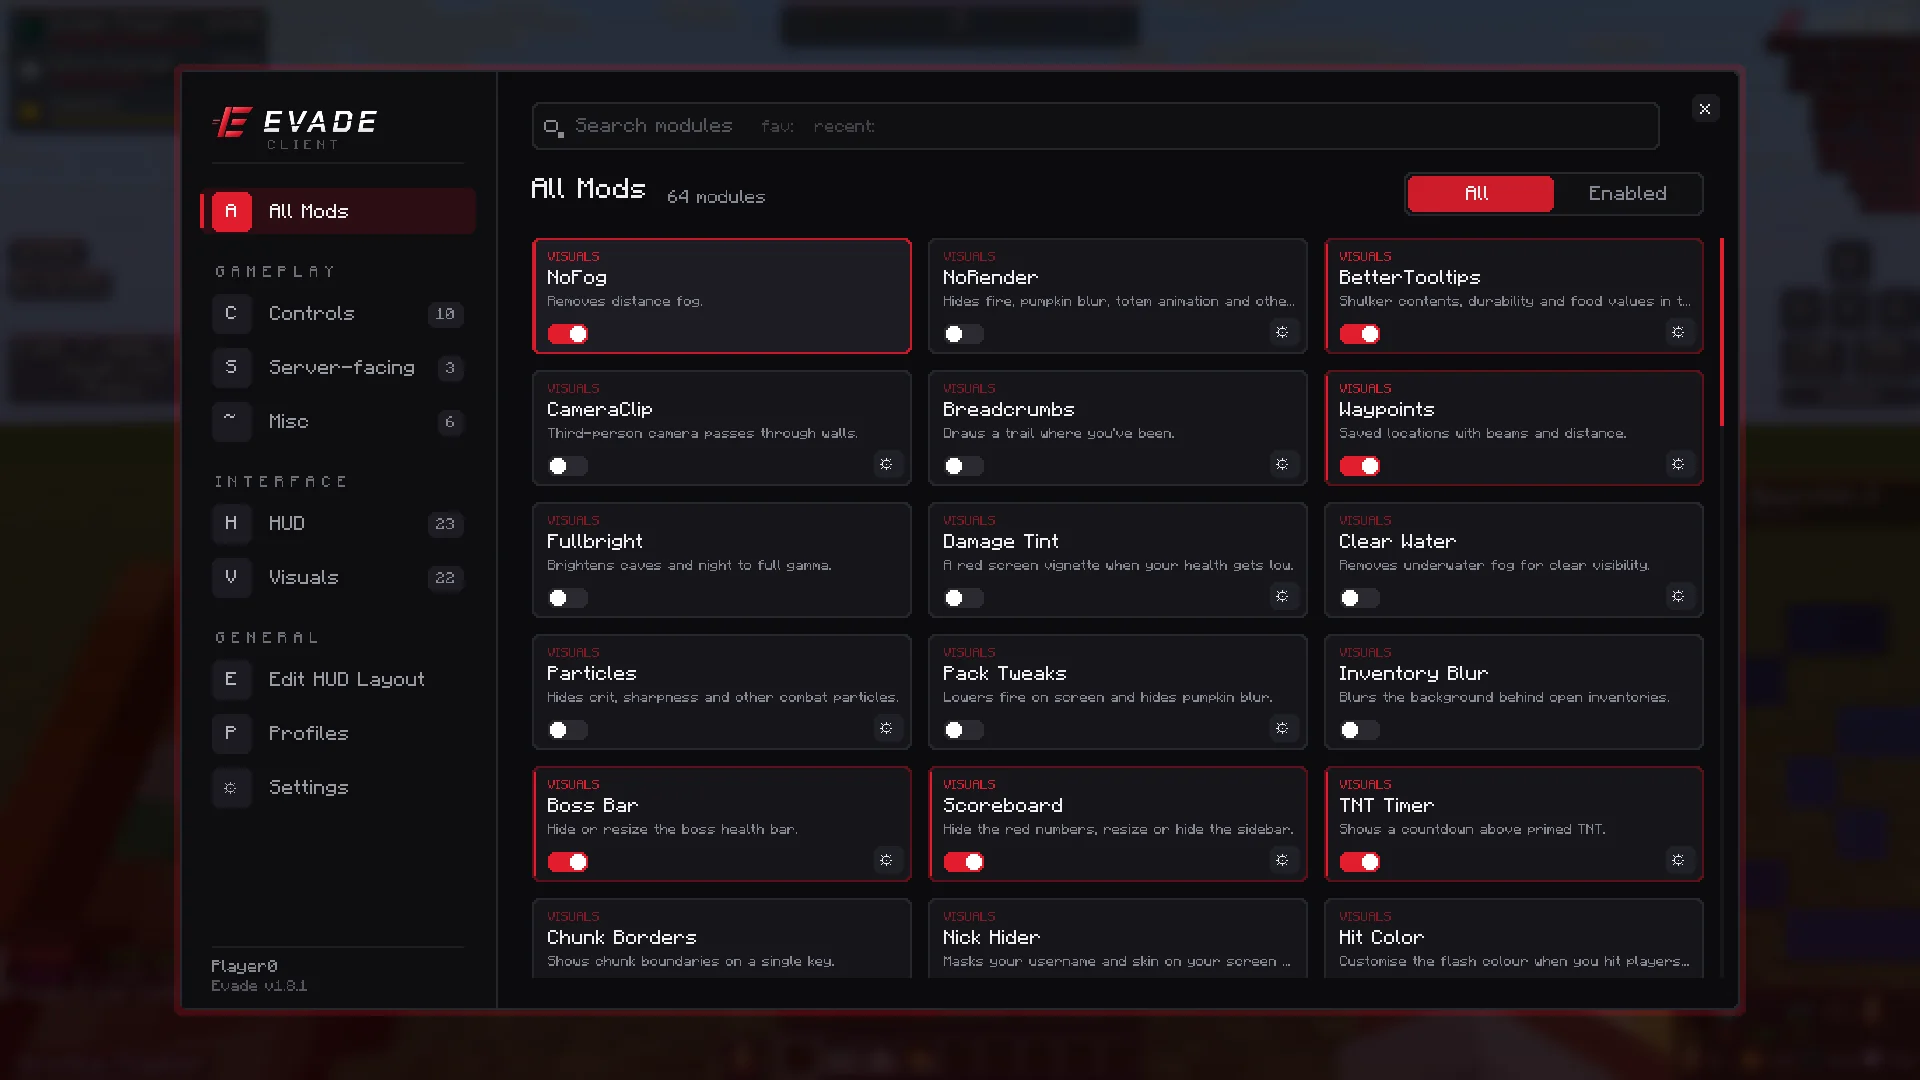 EVADE
CLIENT
A All Mods
GAMEPLAY
C Controls 10
S Server-facing 3
~ Misc 6
INTERFACE
H HUD 23
V Visuals 22
GENERAL
E Edit HUD Layout
P Profiles
Settings
Player0
Evade v1.8.1
Search modules fav: recent:
All Mods 64 modules
All Enabled
VISUALS
NoFog
Removes distance fog.
VISUALS
NoRender
Hides fire, pumpkin blur, totem animation and othe...
VISUALS
BetterTooltips
Shulker contents, durability and food values in t...
VISUALS
CameraClip
Third-person camera passes through walls.
VISUALS
Breadcrumbs
Draws a trail where you've been.
VISUALS
Waypoints
Saved locations with beams and distance.
VISUALS
Fullbright
Brightens caves and night to full gamma.
VISUALS
Damage Tint
A red screen vignette when your health gets low.
VISUALS
Clear Water
Removes underwater fog for clear visibility.
VISUALS
Particles
Hides crit, sharpness and other combat particles.
VISUALS
Pack Tweaks
Lowers fire on screen and hides pumpkin blur.
VISUALS
Inventory Blur
Blurs the background behind open inventories.
VISUALS
Boss Bar
Hide or resize the boss health bar.
VISUALS
Scoreboard
Hide the red numbers, resize or hide the sidebar.
VISUALS
TNT Timer
Shows a countdown above primed TNT.
VISUALS
Chunk Borders
Shows chunk boundaries on a single key.
VISUALS
Nick Hider
Masks your username and skin on your screen ...
VISUALS
Hit Color
Customise the flash colour when you hit players...